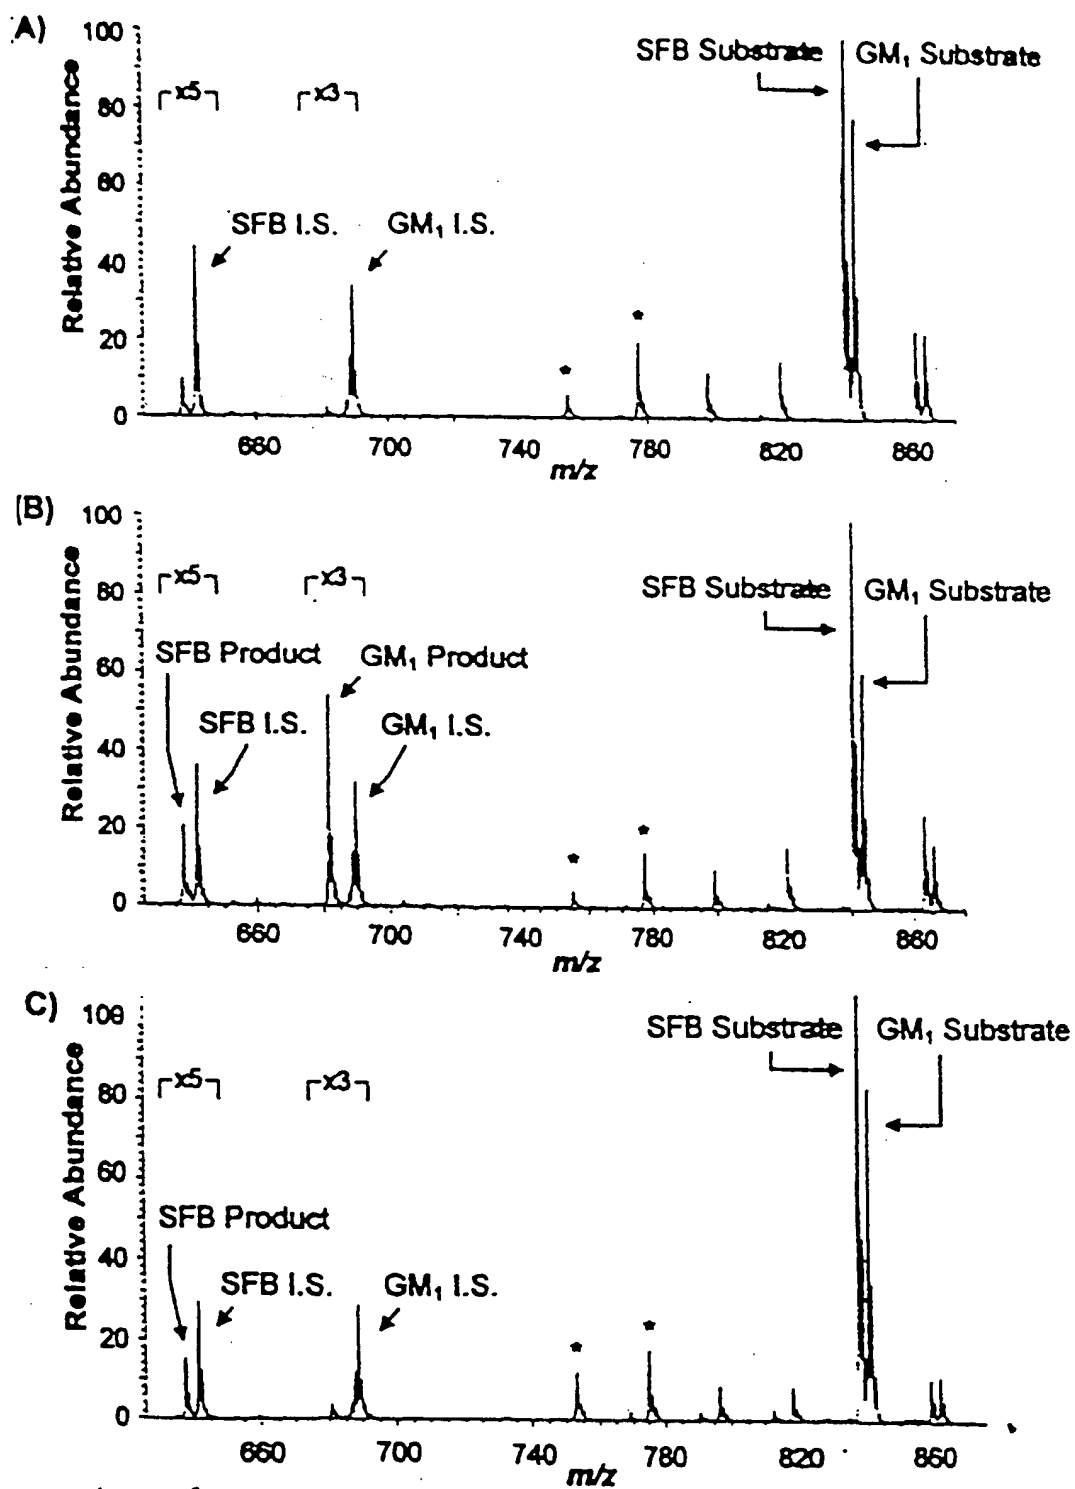 A)
100
80
60
40
20
0
Relative Abundance
x5
x3
SFB Substrate
GM₁ Substrate
SFB I.S.
GM₁ I.S.
*
*
660
700
740
780
820
860
m/z
(B)
100
80
60
40
20
0
Relative Abundance
x5
x3
SFB Substrate
GM₁ Substrate
SFB Product
GM₁ Product
SFB I.S.
GM₁ I.S.
*
*
660
700
740
780
820
860
m/z
C)
100
80
60
40
20
0
Relative Abundance
x5
x3
SFB Substrate
GM₁ Substrate
SFB Product
SFB I.S.
GM₁ I.S.
*
*
660
700
740
780
820
860
m/z